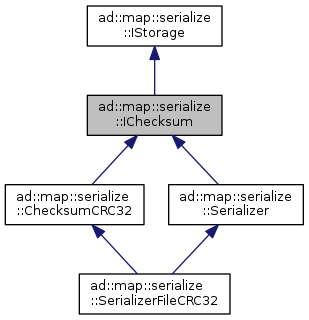 ad::map::serialize
::IStorage
ad::map::serialize
::IChecksum
ad::map::serialize
::ChecksumCRC32
ad::map::serialize
::Serializer
ad::map::serialize
::SerializerFileCRC32